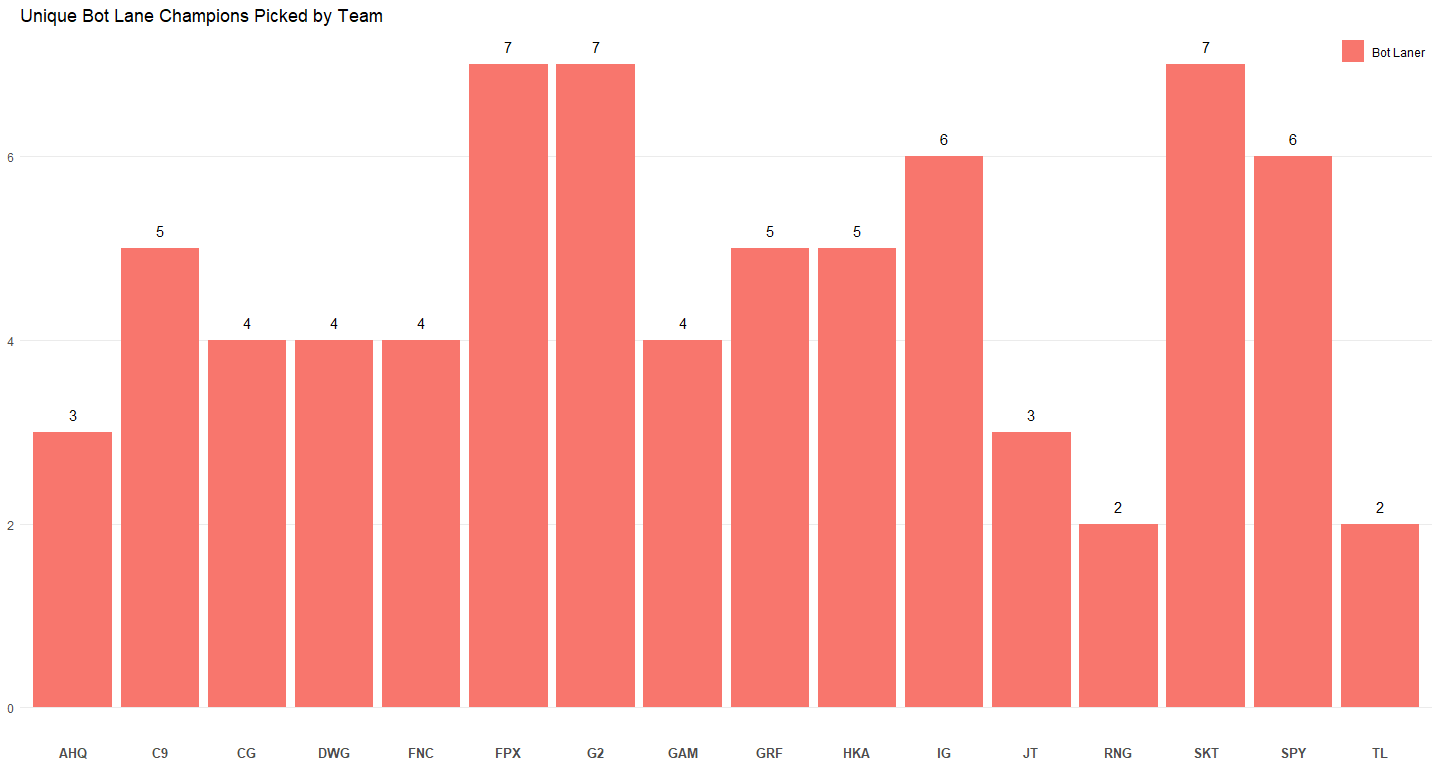 Unique Bot Lane Champions Picked by Team
Bot Laner
7 7 7
6 6
5 5 5
4 4 4 4
3 3
2 2
6
4
2
0
AHQ C9 CG DWG FNC FPX G2 GAM GRF HKA IG JT RNG SKT SPY TL